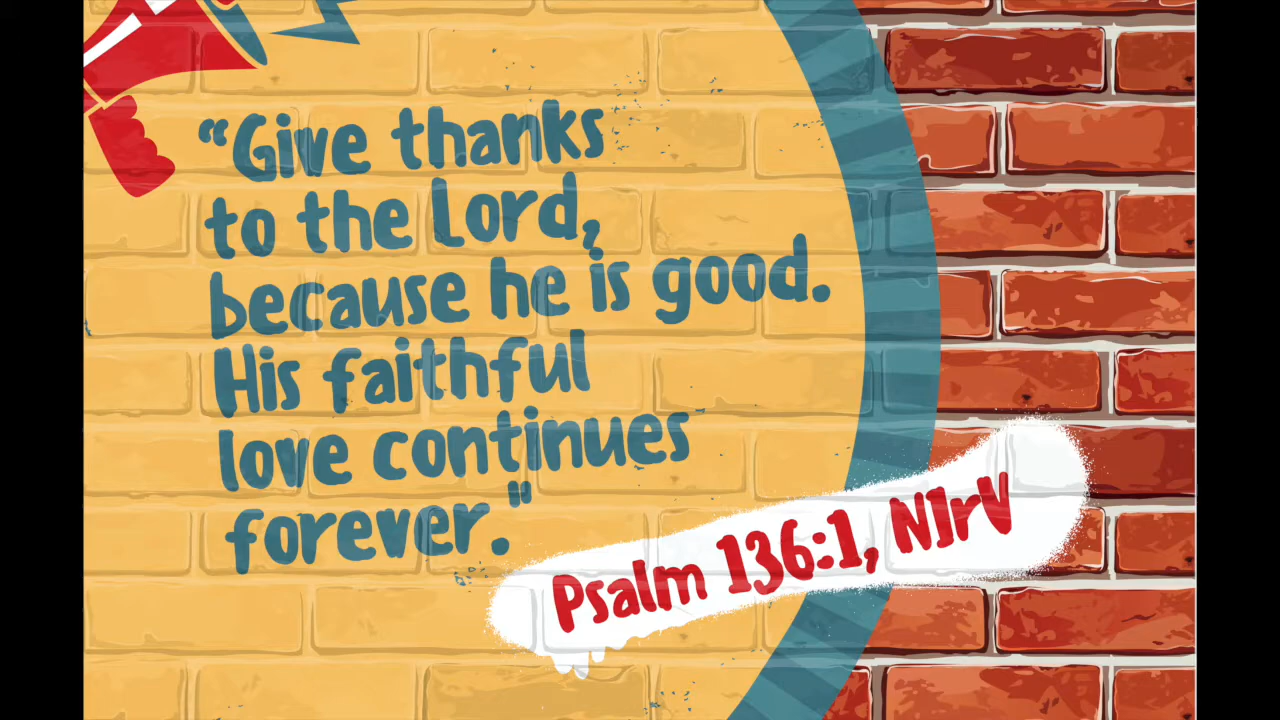 “Give thanks
to the Lord,
because he is good.
His faithful
love continues
forever."
Psalm 136:1, NIrV